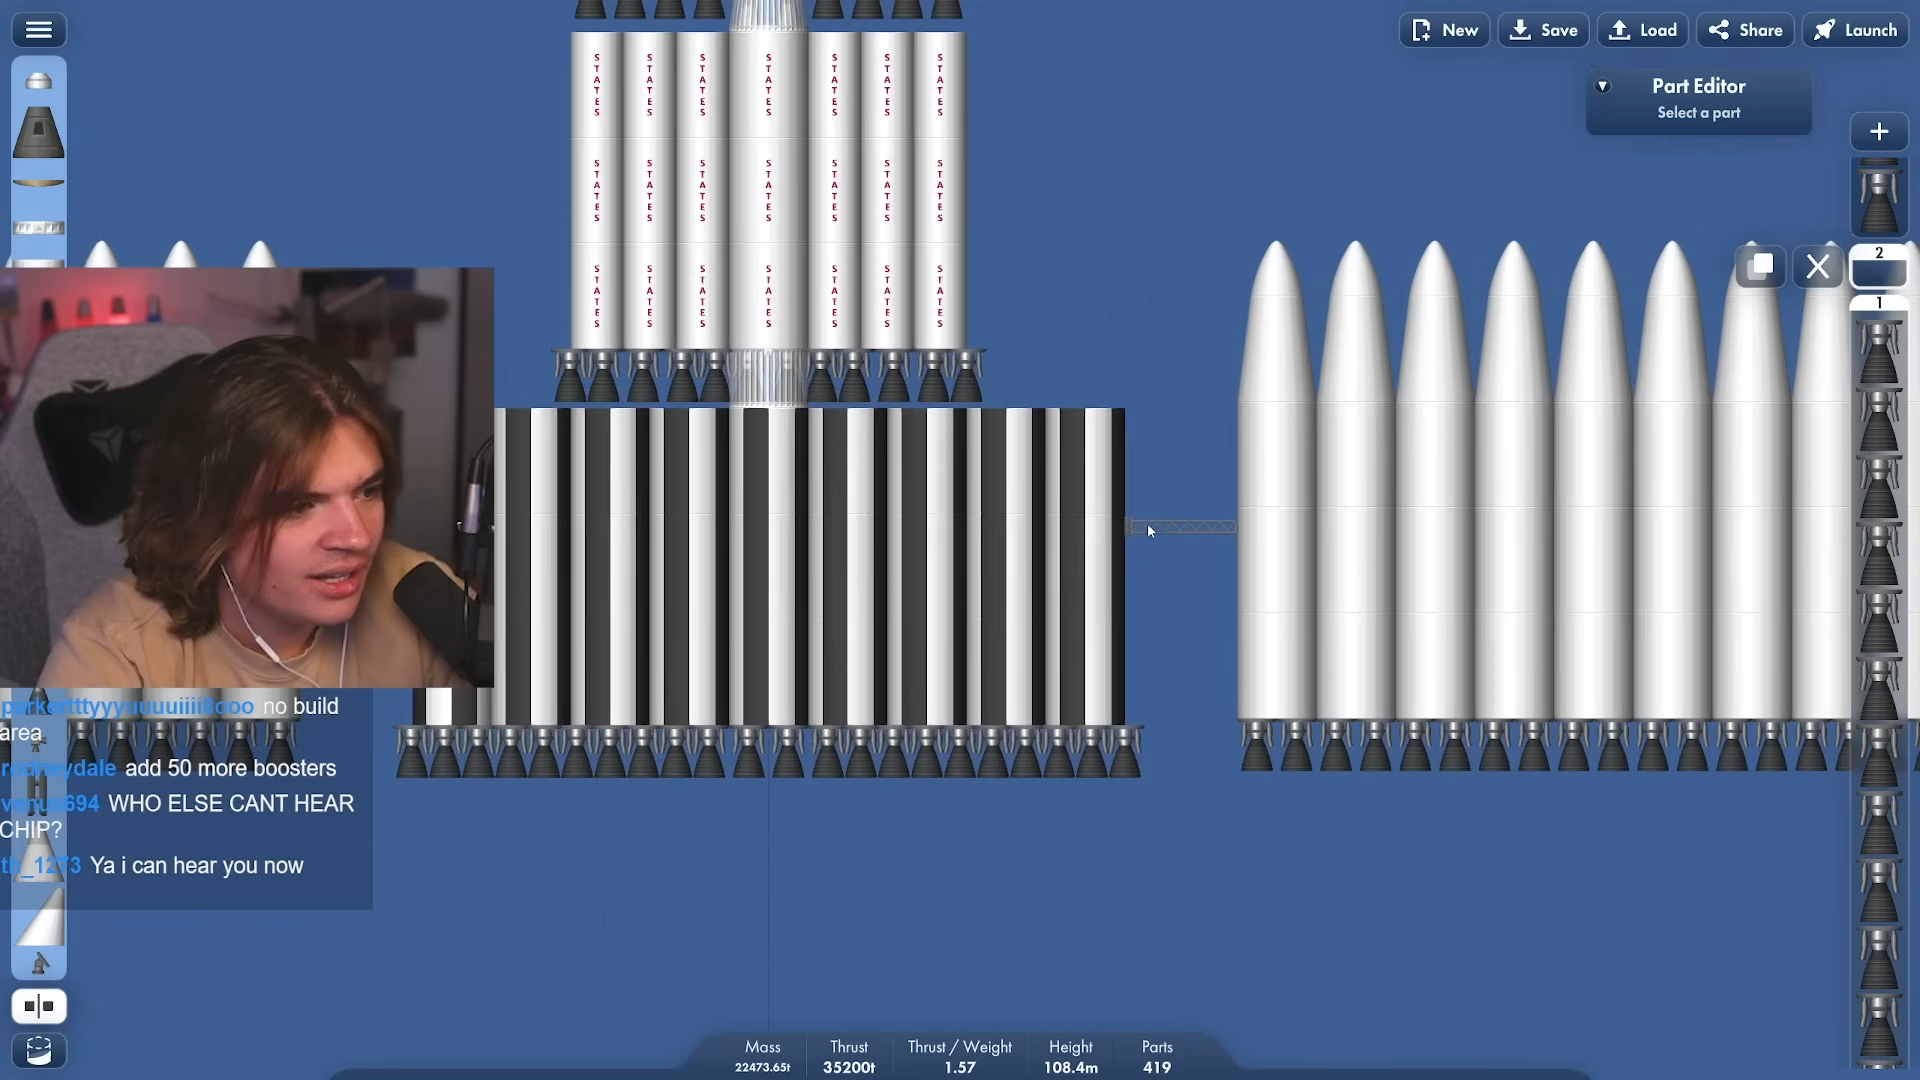 New
Save
Load
Share
Launch
Part Editor
Select a part
2
1
STATES STATES STATES STATES STATES STATES STATES
STATES STATES STATES STATES STATES STATES STATES
STATES STATES STATES STATES STATES STATES STATES
no build
area
rodneydale add 50 more boosters
venus694 WHO ELSE CANT HEAR
CHIP?
th_1273 Ya i can hear you now
Mass
22473.65t
Thrust
35200t
Thrust / Weight
1.57
Height
108.4m
Parts
419